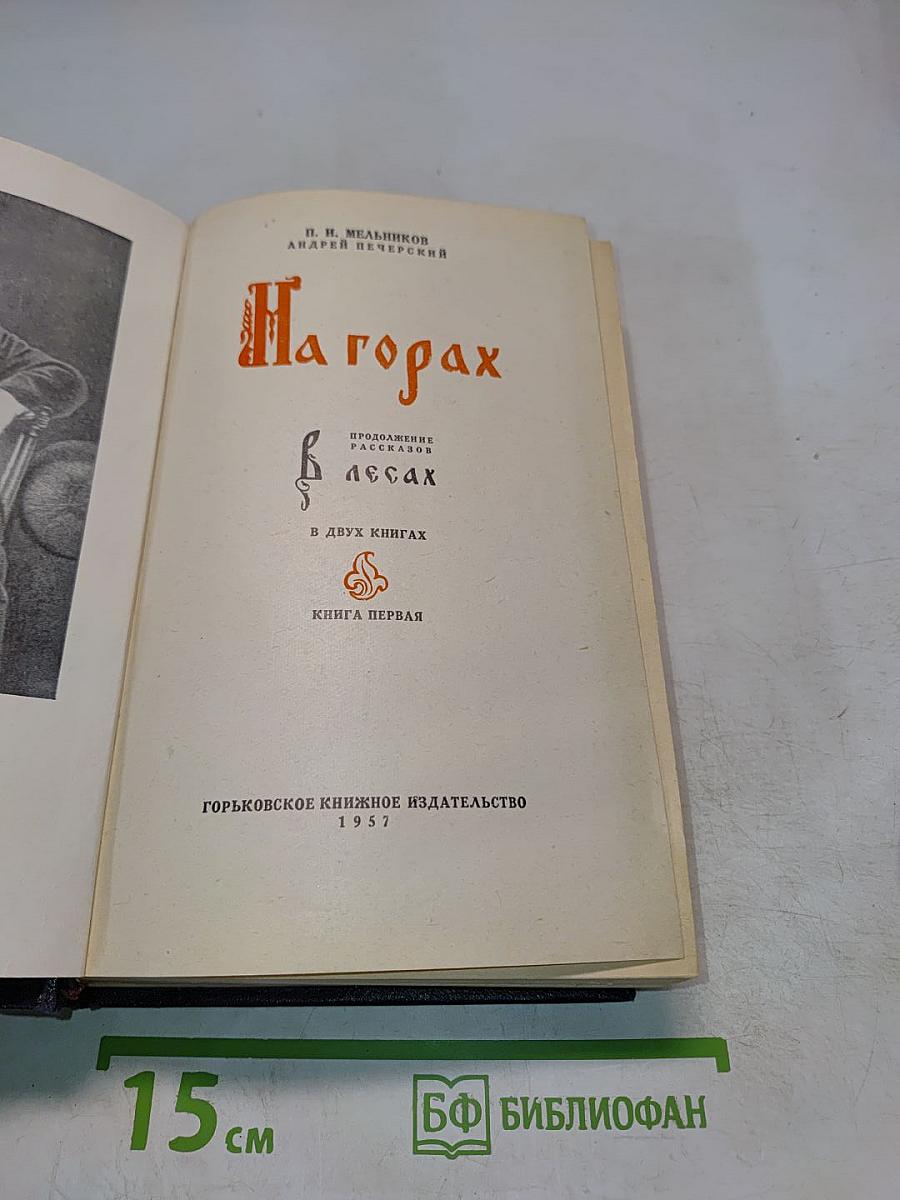 П. И. МЕЛЬНИКОВ
АНДРЕЙ ПЕЧЕРСКИЙ
На горах
ПРОДОЛЖЕНИЕ
РАССКАЗОВ
В лесах
В ДВУХ КНИГАХ
КНИГА ПЕРВАЯ
ГОРЬКОВСКОЕ КНИЖНОЕ ИЗДАТЕЛЬСТВО
1957
15 см
БФ БИБЛИОФАН